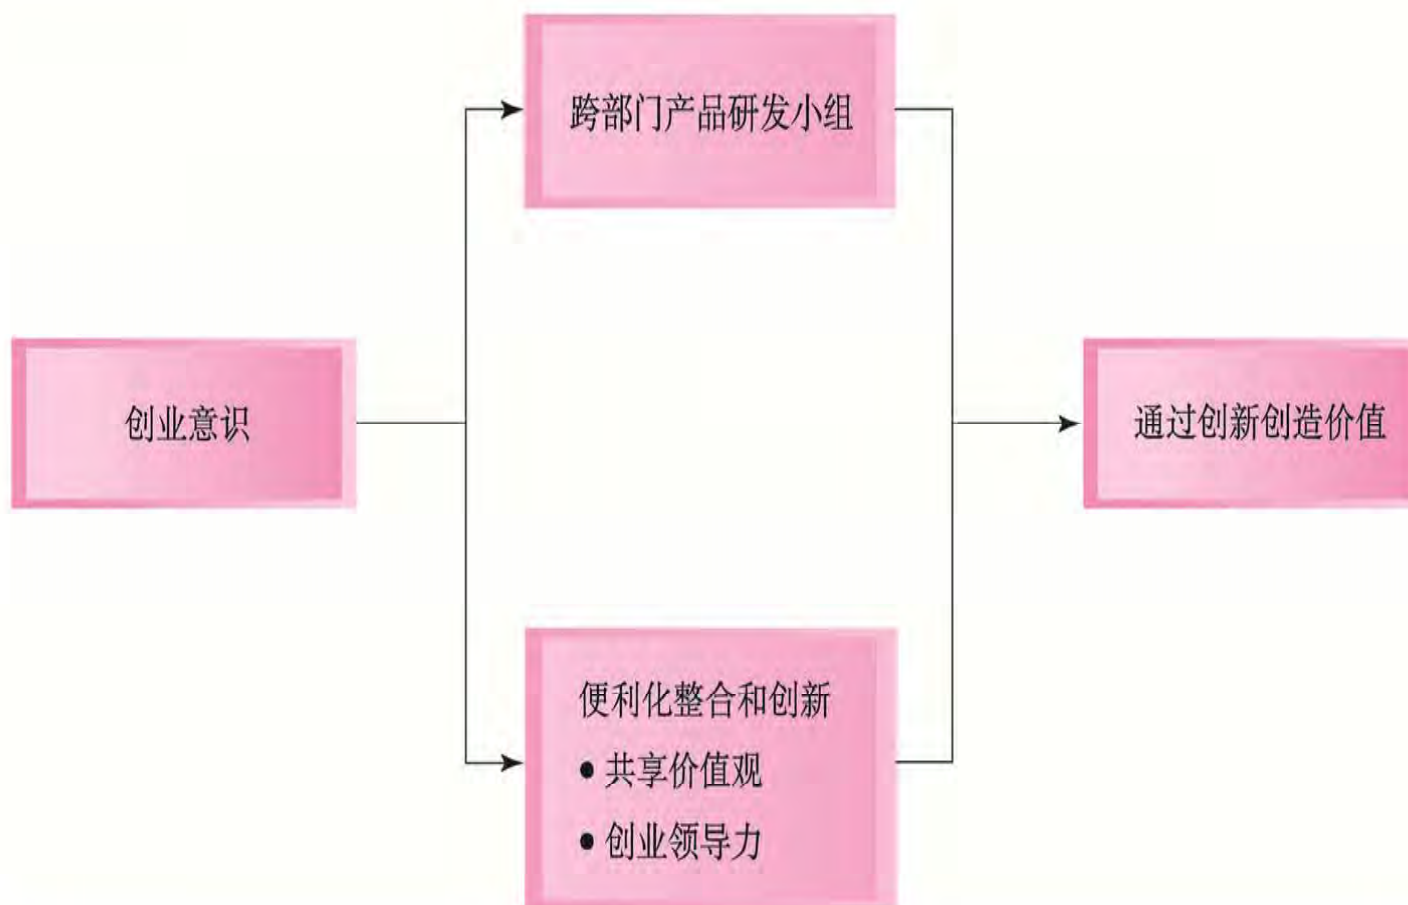 跨部门产品研发小组
创业意识
通过创新创造价值
便利化整合和创新
● 共享价值观
● 创业领导力